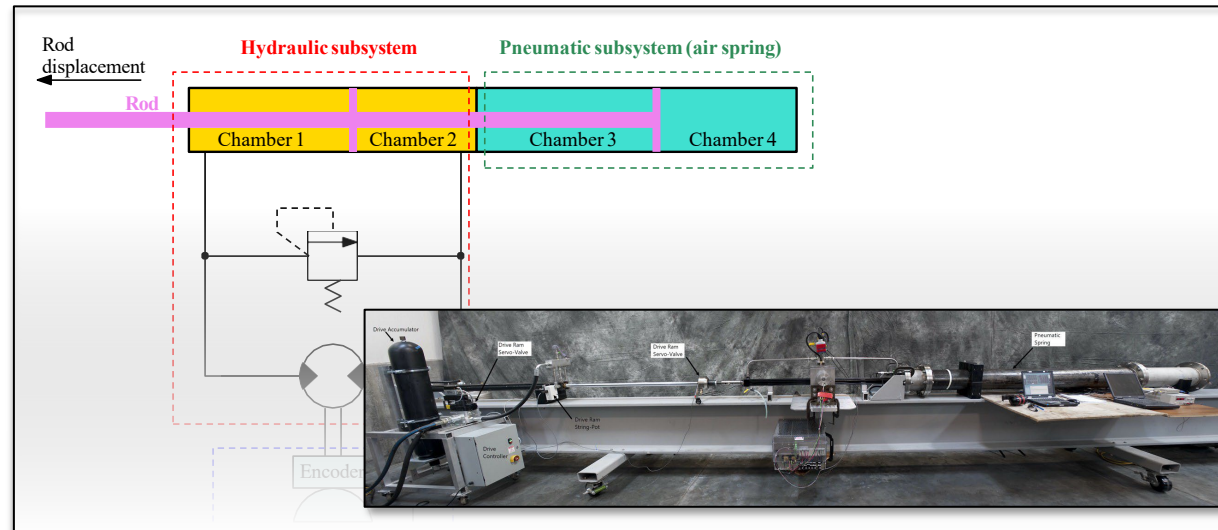 Rod
displacement
Hydraulic subsystem
Pneumatic subsystem (air spring)
Rod
Chamber 1
Chamber 2
Chamber 3
Chamber 4
Drive Accumulator
Drive Ram
Servo-Valve
Drive Ram
Servo-Valve
Pneumatic
Spring
Drive Ram
String-Pot
Drive
Controller
Encoder